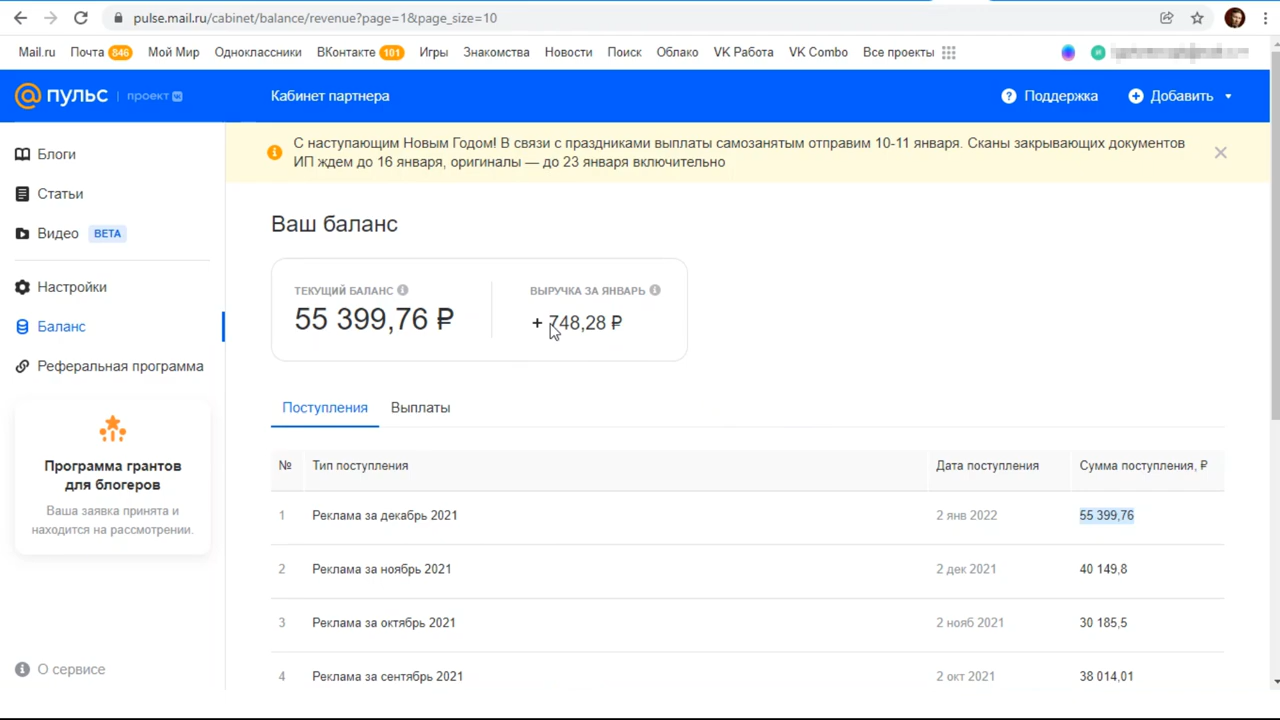 pulse.mail.ru/cabinet/balance/revenue?page=1&page_size=10
Mail.ru Почта 846 Мой Мир Одноклассники ВКонтакте 101 Игры Знакомства Новости Поиск Облако VK Работа VK Combo Все проекты
@ пульс | проект
Кабинет партнера
Поддержка
Добавить
Блоги
Статьи
Видео BETA
Настройки
Баланс
Реферальная программа
Программа грантов
для блогеров
Ваша заявка принята и
находится на рассмотрении.
О сервисе
С наступающим Новым Годом! В связи с праздниками выплаты самозанятым отправим 10-11 января. Сканы закрывающих документов
ИП ждем до 16 января, оригиналы — до 23 января включительно
Ваш баланс
ТЕКУЩИЙ БАЛАНС
55 399,76 ₽
ВЫРУЧКА ЗА ЯНВАРЬ
+ 748,28 ₽
Поступления Выплаты
№ Тип поступления Дата поступления Сумма поступления, ₽
1 Реклама за декабрь 2021 2 янв 2022 55 399,76
2 Реклама за ноябрь 2021 2 дек 2021 40 149,8
3 Реклама за октябрь 2021 2 нояб 2021 30 185,5
4 Реклама за сентябрь 2021 2 окт 2021 38 014,01